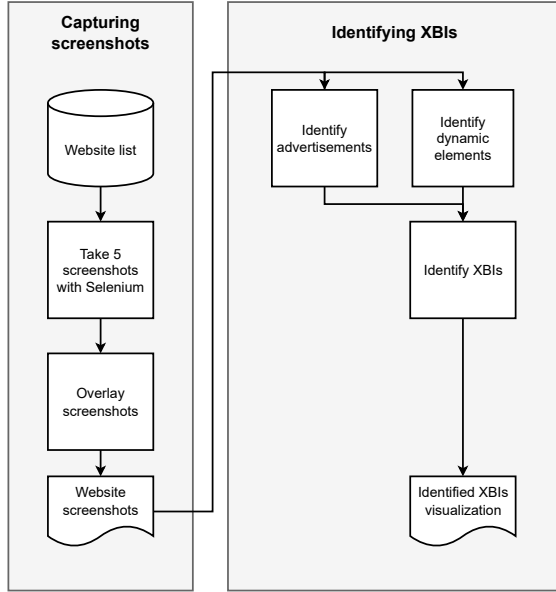 Capturing
screenshots
Website list
Take 5
screenshots
with Selenium
Overlay
screenshots
Website
screenshots
Identifying XBIs
Identify
advertisements
Identify
dynamic
elements
Identify XBIs
Identified XBIs
visualization